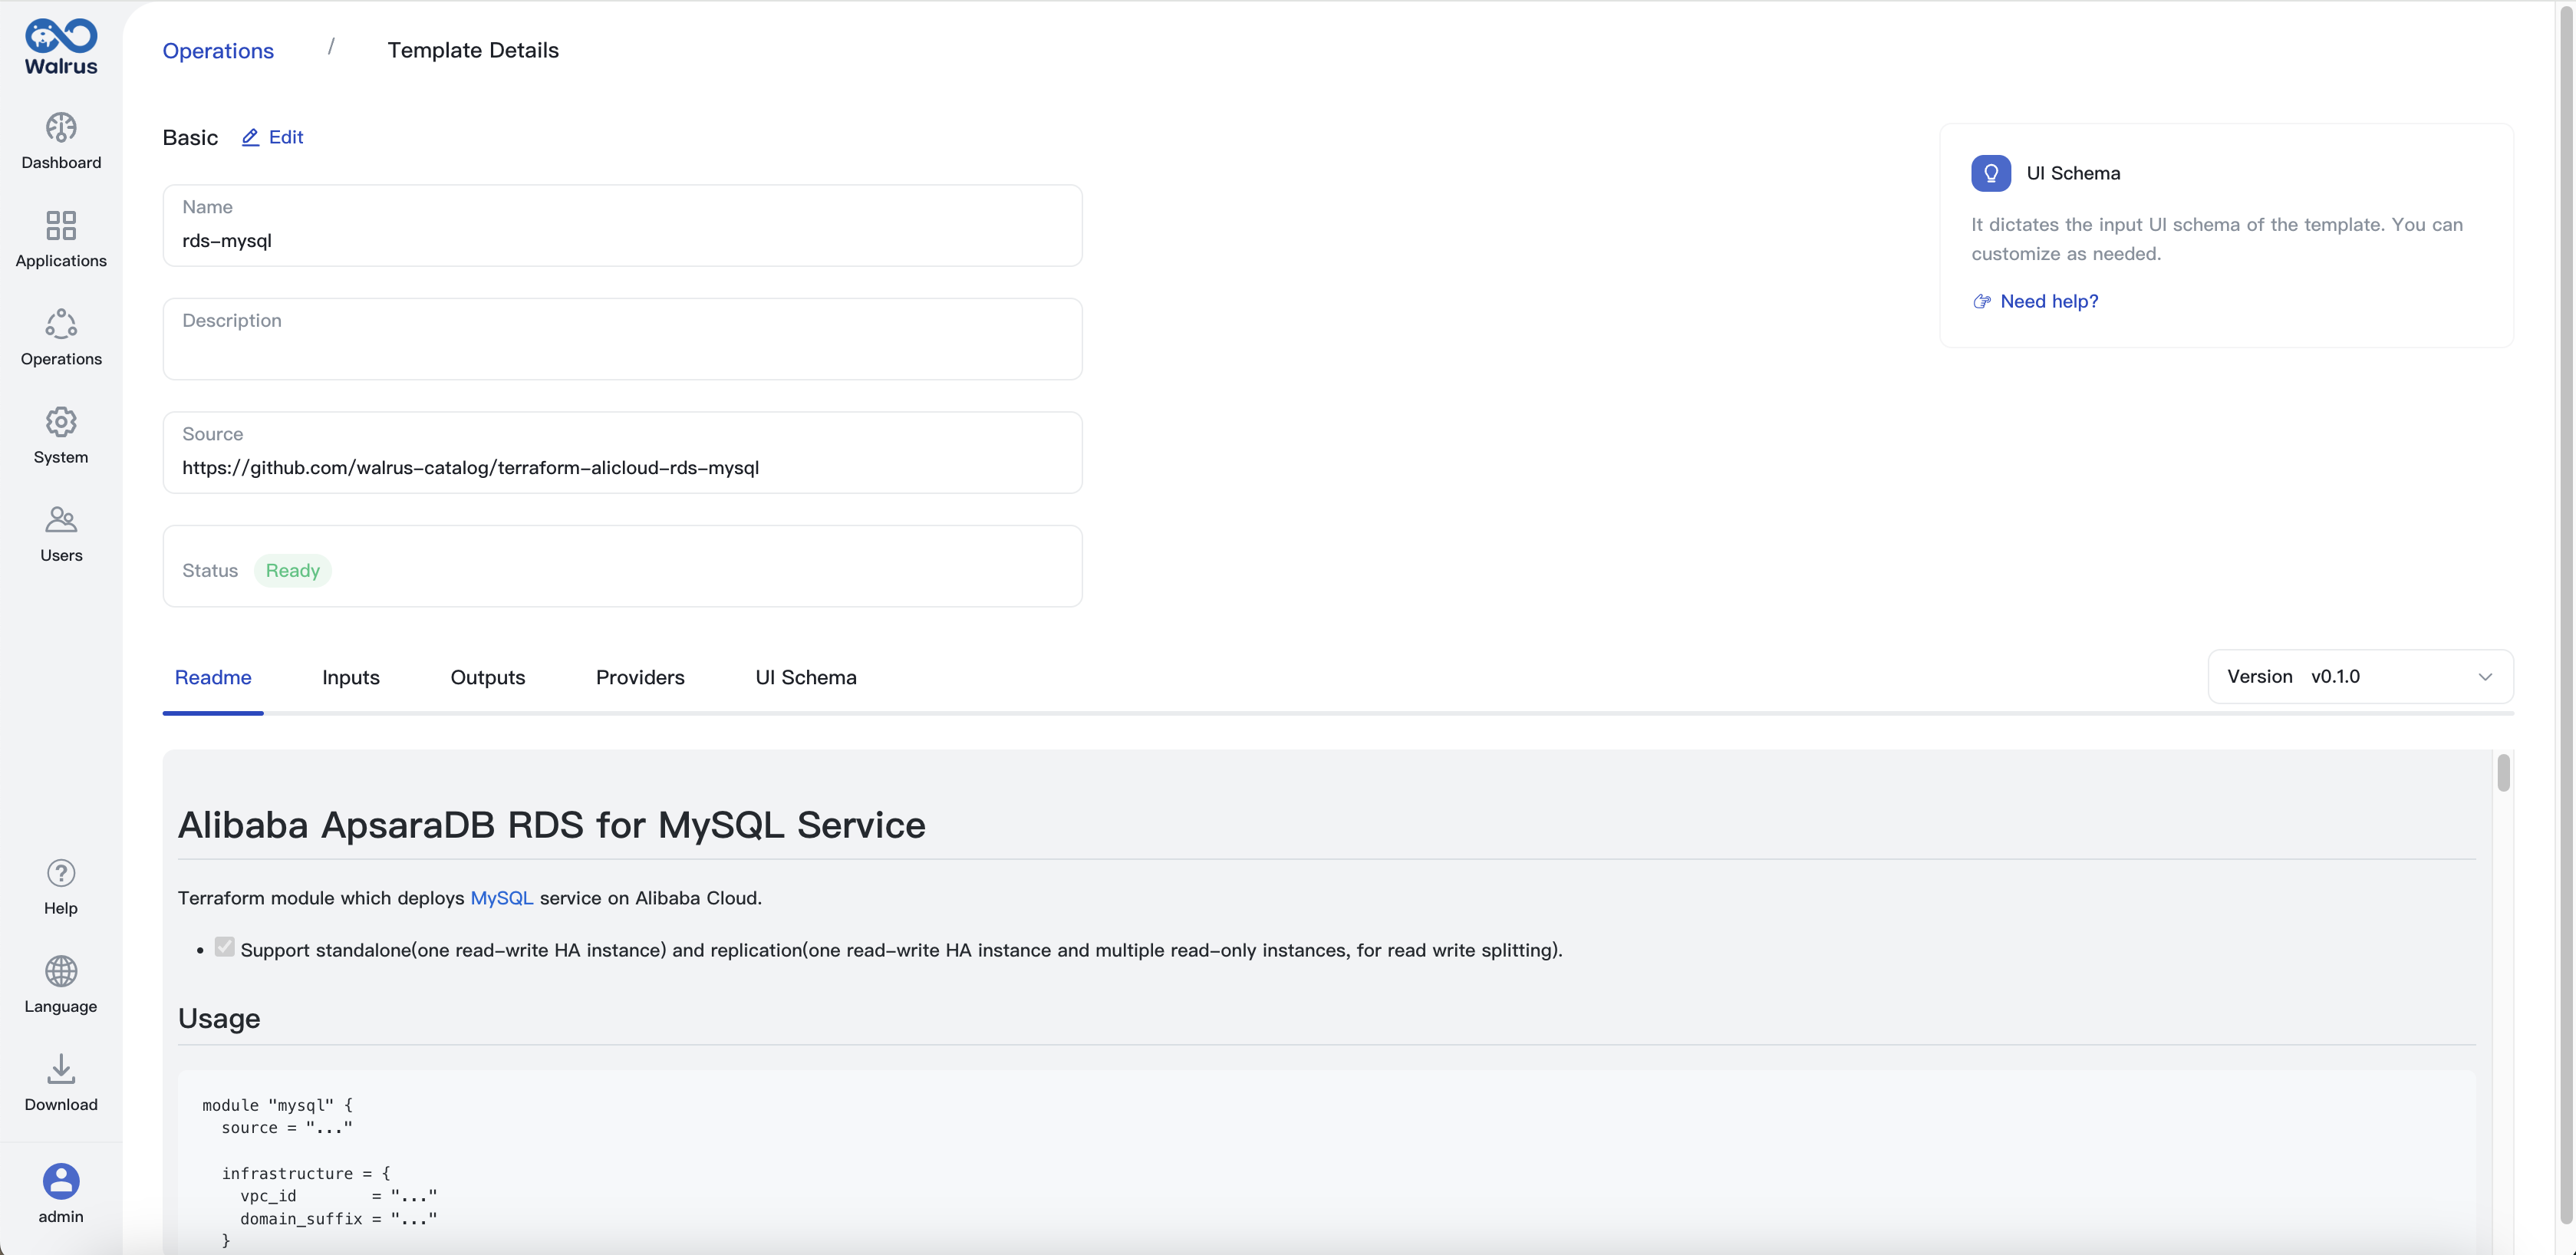 Walrus
Dashboard
Applications
Operations
System
Users
Help
Language
Download
admin
Operations / Template Details
Basic Edit
Name
rds-mysql
Description
Source
https://github.com/walrus-catalog/terraform-alicloud-rds-mysql
Status Ready
UI Schema
It dictates the input UI schema of the template. You can
customize as needed.
Need help?
Readme Inputs Outputs Providers UI Schema
Version v0.1.0
Alibaba ApsaraDB RDS for MySQL Service
Terraform module which deploys MySQL service on Alibaba Cloud.
• Support standalone(one read-write HA instance) and replication(one read-write HA instance and multiple read-only instances, for read write splitting).
Usage
module "mysql" {
  source = "..."
  infrastructure = {
    vpc_id        = "..."
    domain_suffix = "..."
  }